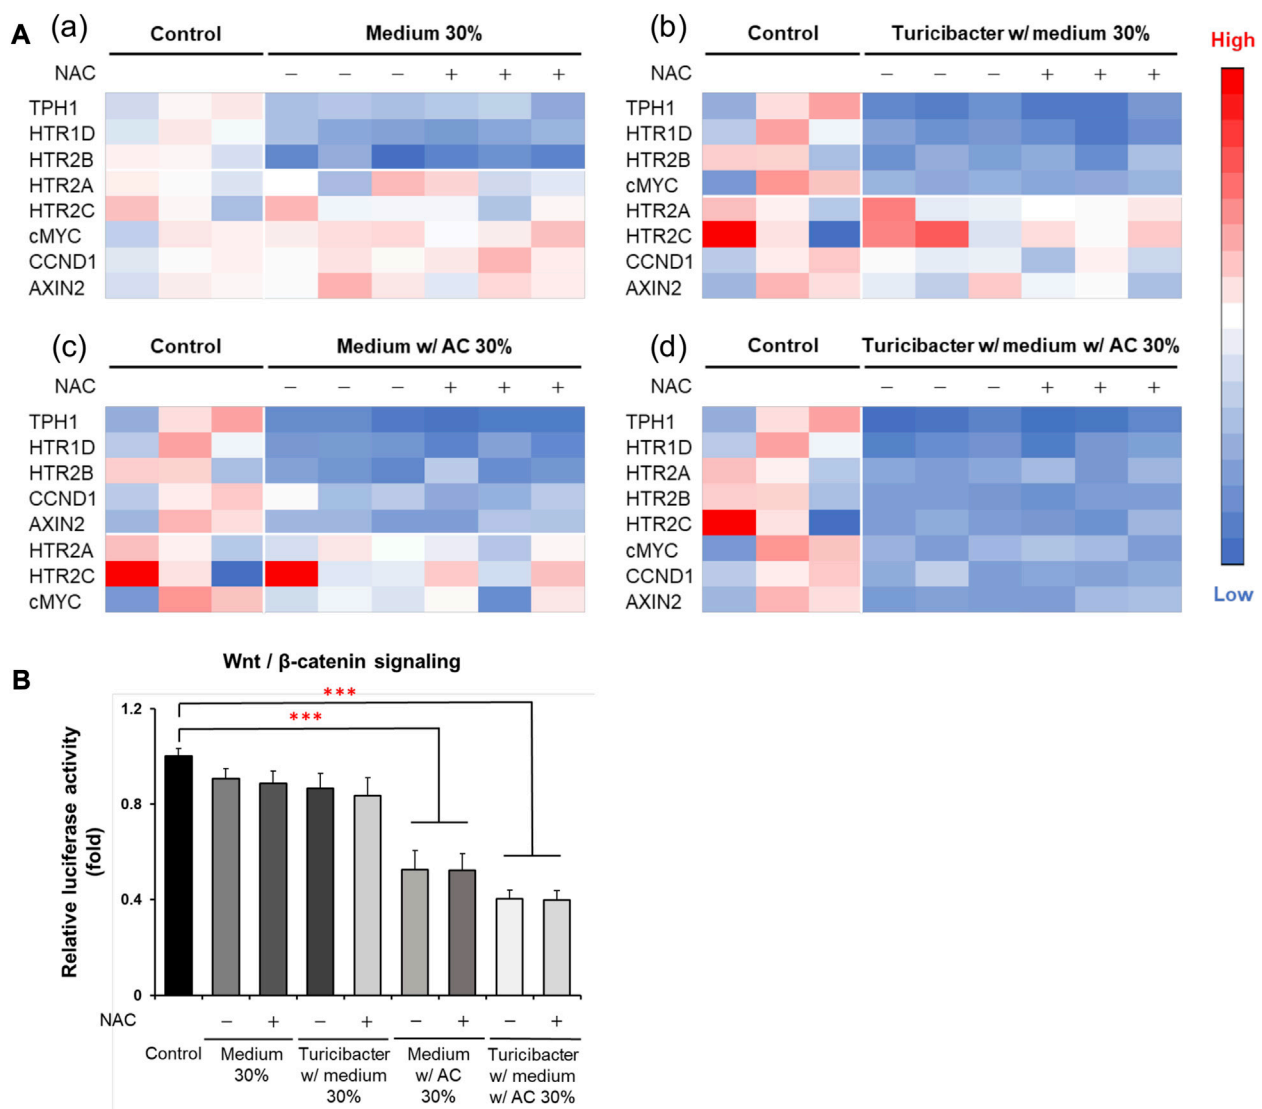 A
(a)
Control Medium 30%
NAC − − − + + +
TPH1
HTR1D
HTR2B
HTR2A
HTR2C
cMYC
CCND1
AXIN2
(b)
Control Turicibacter w/ medium 30%
NAC − − − + + +
TPH1
HTR1D
HTR2B
cMYC
HTR2A
HTR2C
CCND1
AXIN2
High
Low
(c)
Control Medium w/ AC 30%
NAC − − − + + +
TPH1
HTR1D
HTR2B
CCND1
AXIN2
HTR2A
HTR2C
cMYC
(d)
Control Turicibacter w/ medium w/ AC 30%
NAC − − − + + +
TPH1
HTR1D
HTR2A
HTR2B
HTR2C
cMYC
CCND1
AXIN2
B
Wnt / β-catenin signaling
Relative luciferase activity
(fold)
1.2
0.8
0.4
0
***
***
NAC − + − + − + − +
Control
Medium
30%
Turicibacter
w/ medium
30%
Medium
w/ AC
30%
Turicibacter
w/ medium
w/ AC 30%